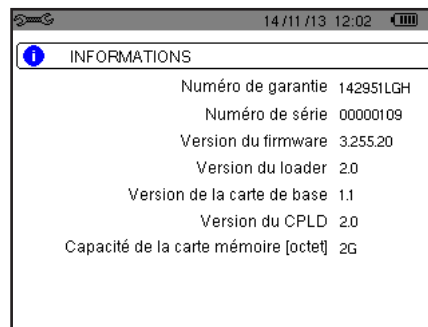 14/11/13 12:02
INFORMATIONS
Numéro de garantie 142951LGH
Numéro de série 00000109
Version du firmware 3.255.20
Version du loader 2.0
Version de la carte de base 1.1
Version du CPLD 2.0
Capacité de la carte mémoire [octet] 2G